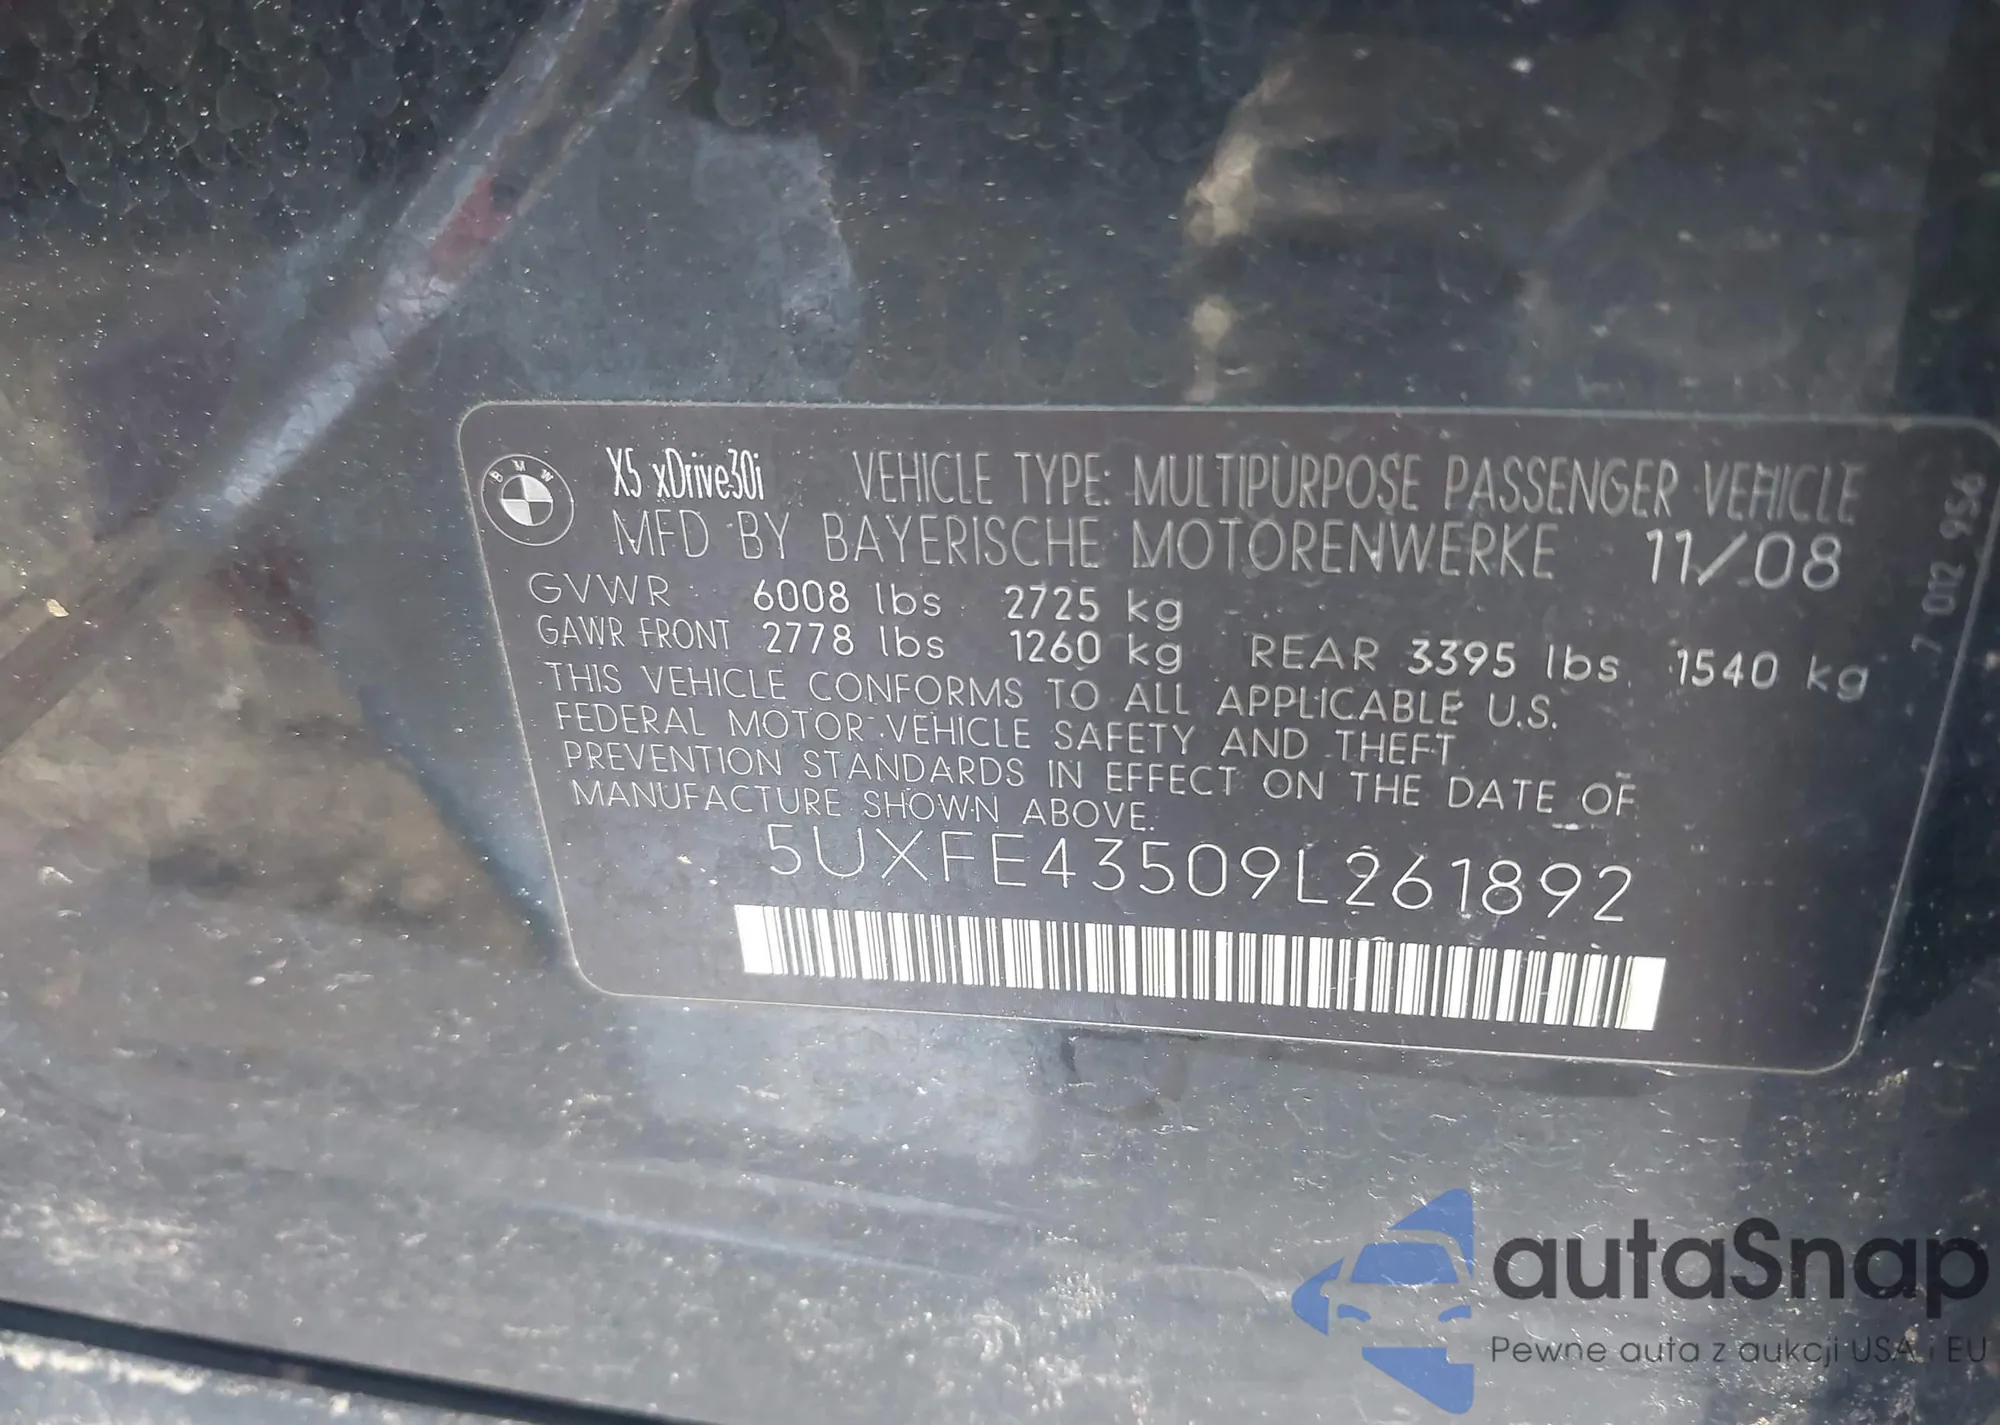 BMW
X5 xDrive30i VEHICLE TYPE: MULTIPURPOSE PASSENGER VEHICLE
MFD BY BAYERISCHE MOTORENWERKE 11/08
GVWR 6008 lbs 2725 kg
GAWR FRONT 2778 lbs 1260 kg REAR 3395 lbs 1540 kg
THIS VEHICLE CONFORMS TO ALL APPLICABLE U.S.
FEDERAL MOTOR VEHICLE SAFETY AND THEFT
PREVENTION STANDARDS IN EFFECT ON THE DATE OF
MANUFACTURE SHOWN ABOVE.
5UXFE43509L261892
7 012 956
autaSnap
Pewne auta z aukcji USA i EU